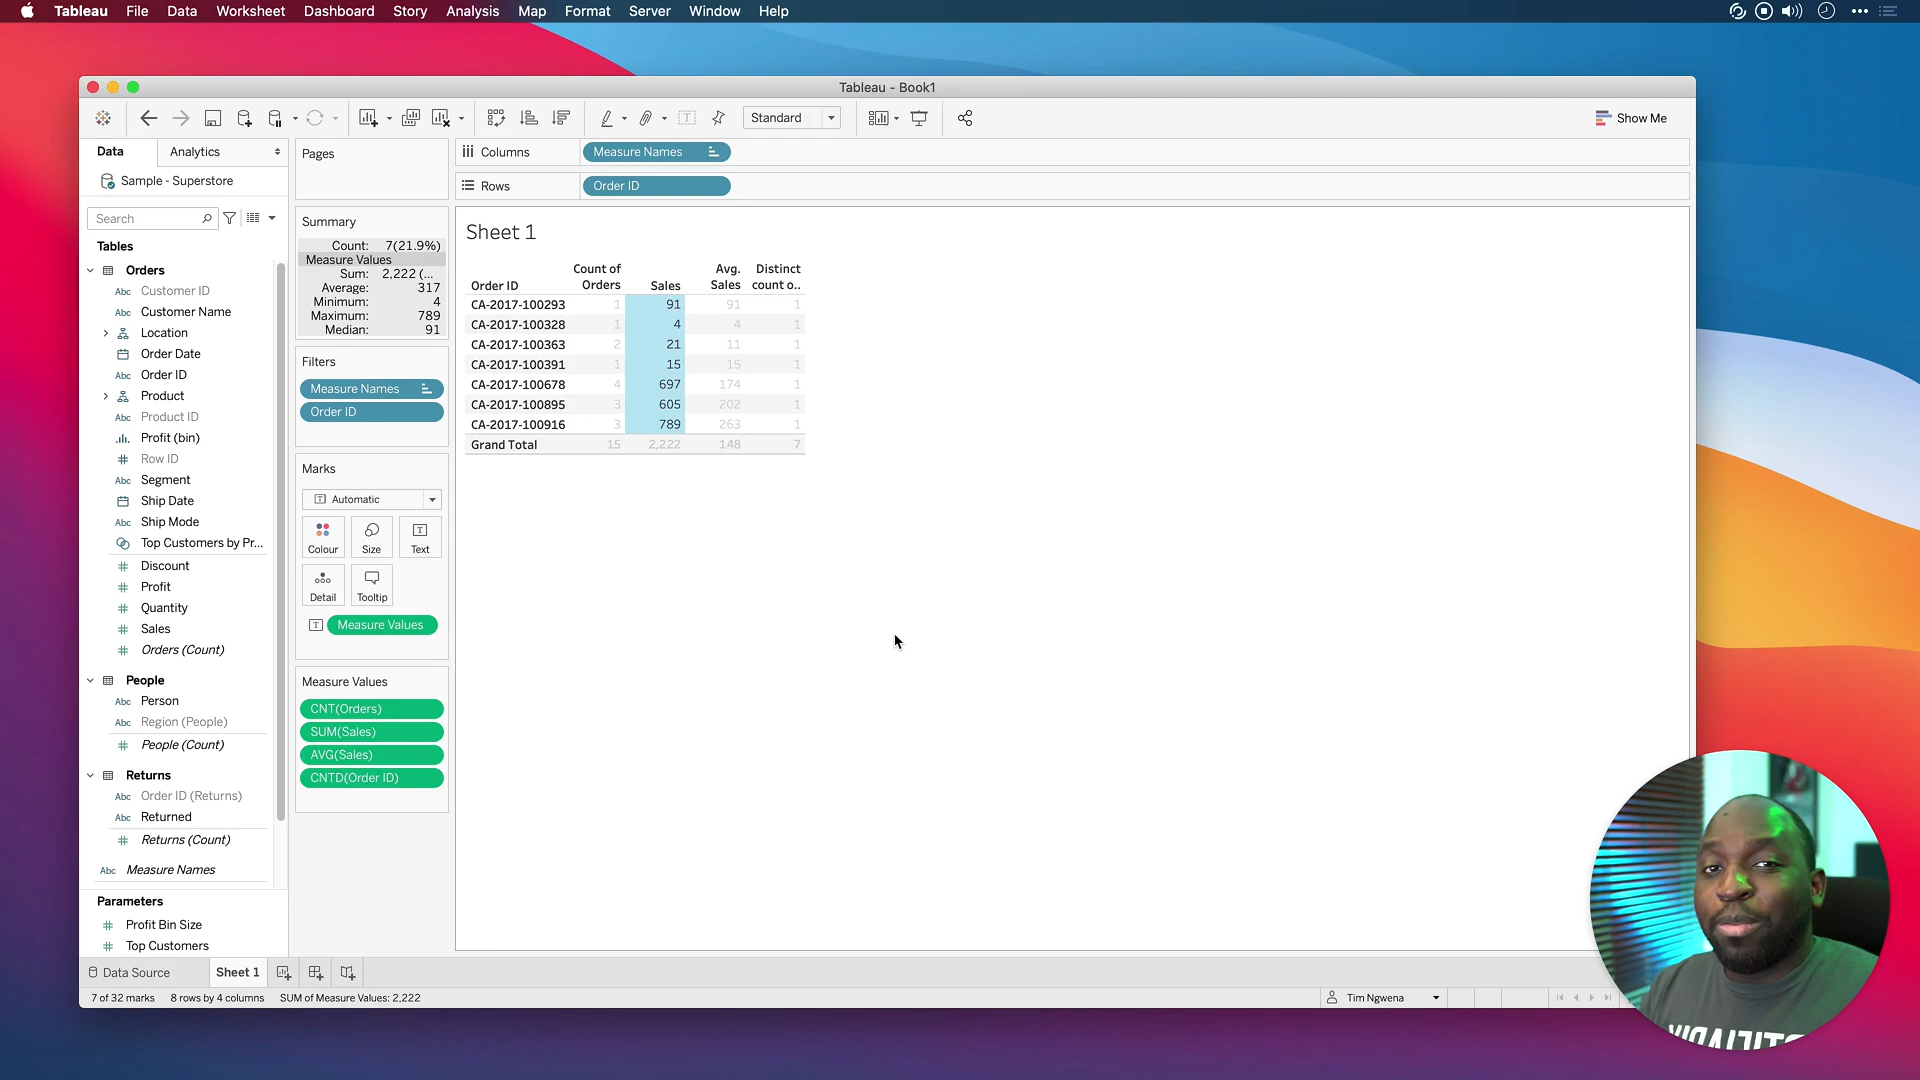 Tableau File Data Worksheet Dashboard Story Analysis Map Format Server Window Help
Tableau - Book1
Standard
Show Me
Data Analytics
Sample - Superstore
Search
Tables
Orders
Abc Customer ID
Abc Customer Name
Location
Order Date
Abc Order ID
Product
Abc Product ID
Profit (bin)
# Row ID
Abc Segment
Ship Date
Abc Ship Mode
Top Customers by Pr...
# Discount
# Profit
# Quantity
# Sales
# Orders (Count)
People
Abc Person
Abc Region (People)
# People (Count)
Returns
Abc Order ID (Returns)
Abc Returned
# Returns (Count)
Abc Measure Names
Parameters
# Profit Bin Size
# Top Customers
Pages
Summary
Count: 7(21.9%)
Measure Values
Sum: 2,222 (...
Average: 317
Minimum: 4
Maximum: 789
Median: 91
Filters
Measure Names
Order ID
Marks
T Automatic
Colour Size Text
Detail Tooltip
T Measure Values
Measure Values
CNT(Orders)
SUM(Sales)
AVG(Sales)
CNTD(Order ID)
Columns Measure Names
Rows Order ID
Sheet 1
Order ID Count of Orders Sales Avg. Sales Distinct count o..
CA-2017-100293 1 91 91 1
CA-2017-100328 1 4 4 1
CA-2017-100363 2 21 11 1
CA-2017-100391 1 15 15 1
CA-2017-100678 4 697 174 1
CA-2017-100895 3 605 202 1
CA-2017-100916 3 789 263 1
Grand Total 15 2,222 148 7
Data Source Sheet 1
7 of 32 marks 8 rows by 4 columns SUM of Measure Values: 2,222
Tim Ngwena